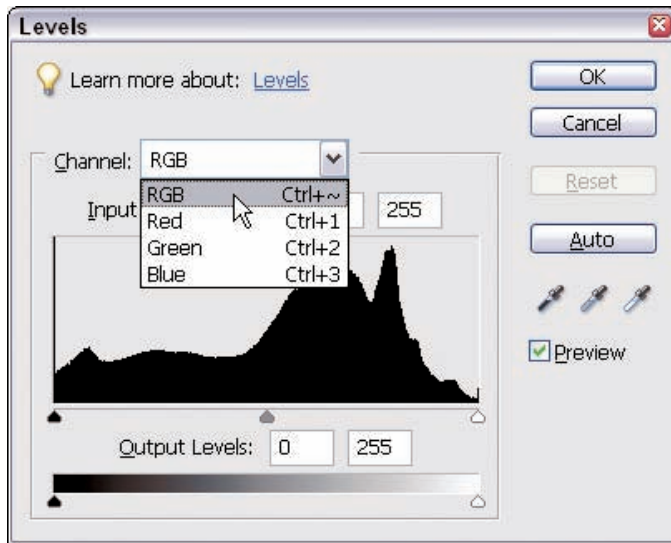 Levels
Learn more about: Levels
OK
Cancel
Channel: RGB
Reset
RGB Ctrl+~
Input 255
Red Ctrl+1
Auto
Green Ctrl+2
Blue Ctrl+3
Preview
Output Levels: 0 255